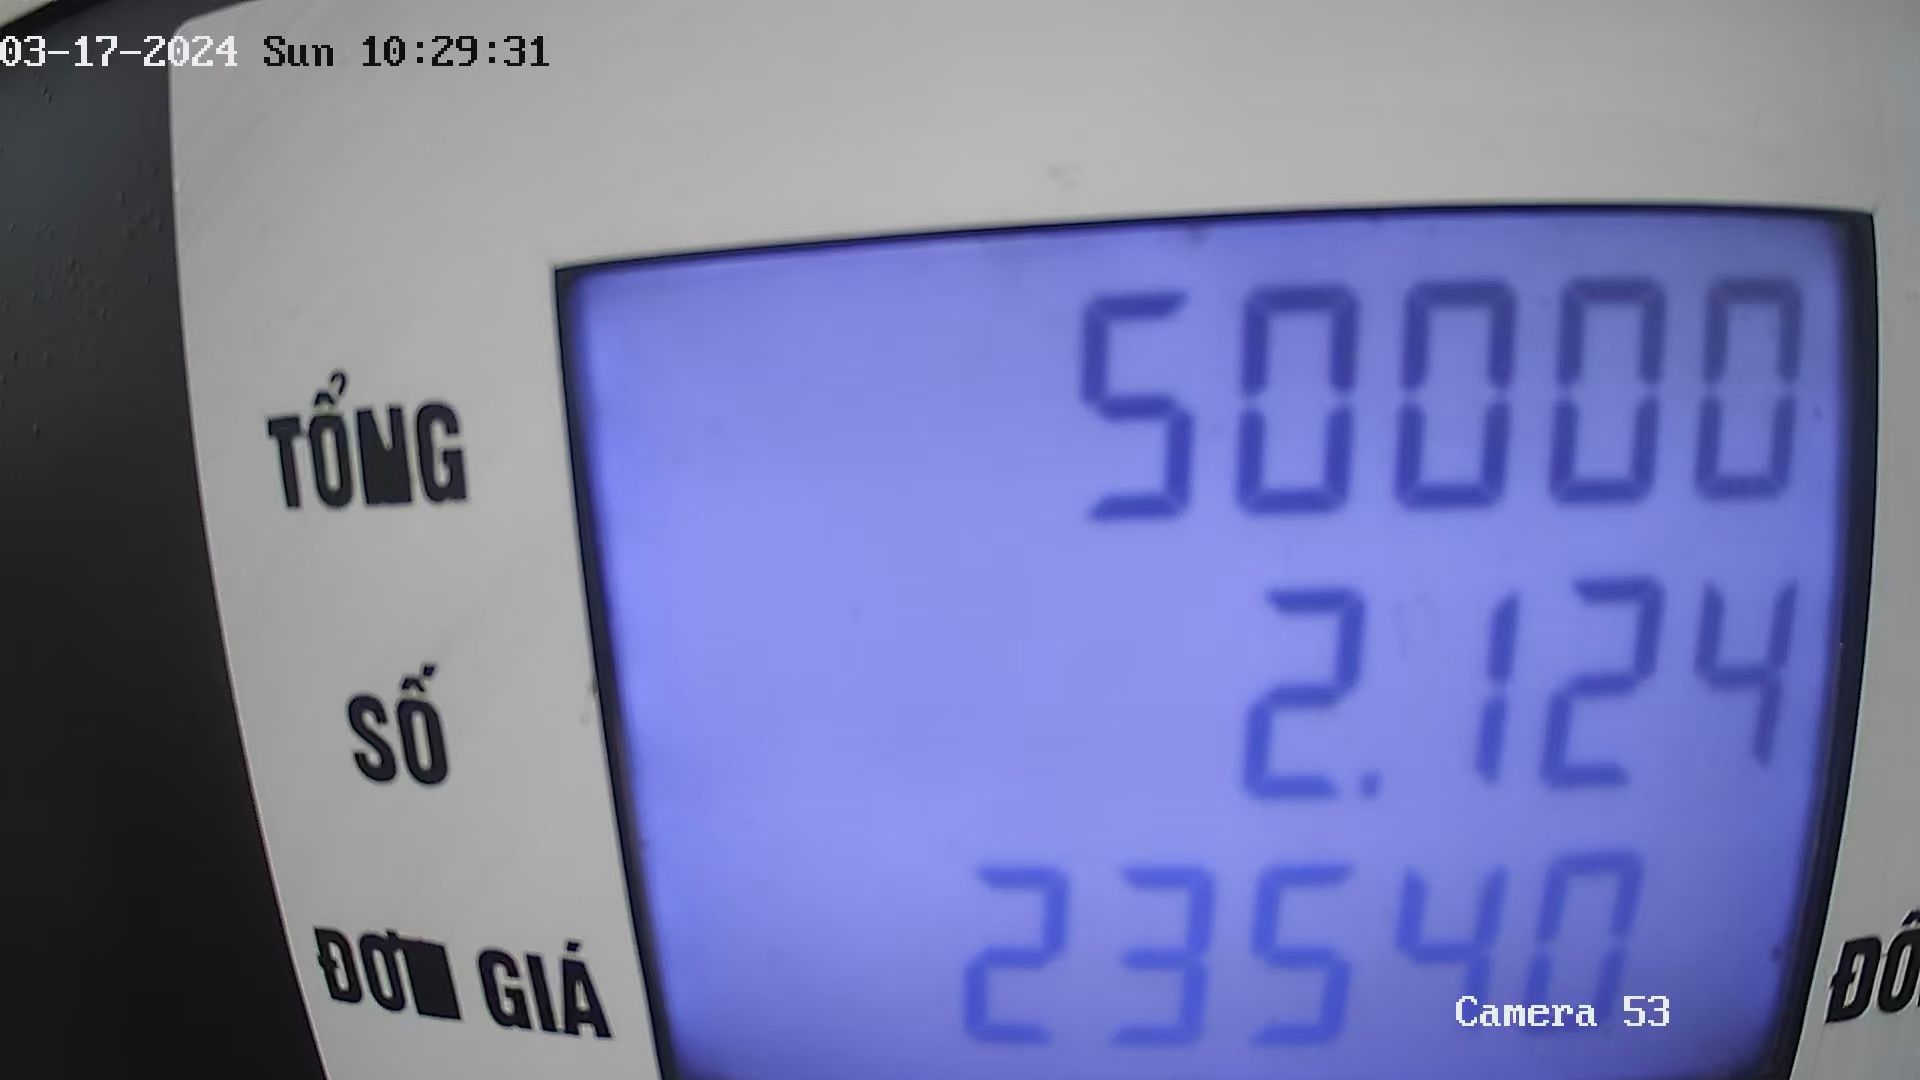 03-17-2024 Sun 10:29:31
TỔNG 50000
SỐ 2.124
ĐƠN GIÁ 23540
Camera 53